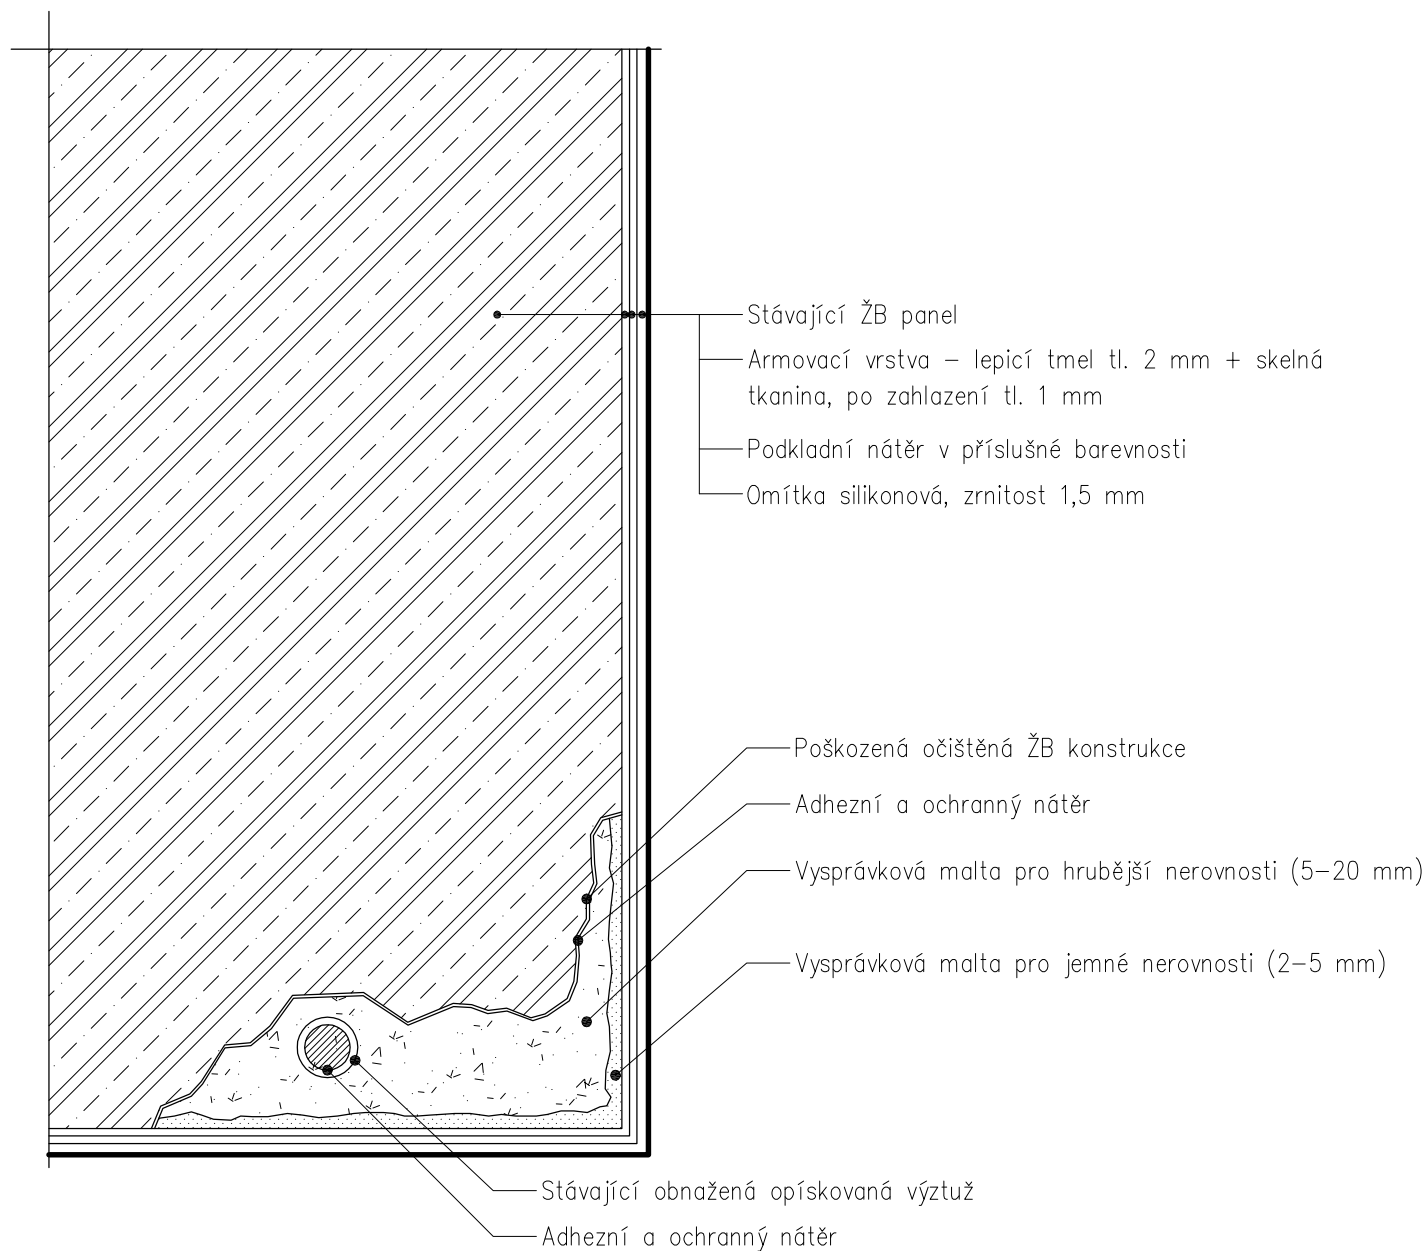 Stávající ŽB panel
Armovací vrstva – lepicí tmel tl. 2 mm + skelná
tkanina, po zahlazení tl. 1 mm
Podkladní nátěr v příslušné barevnosti
Omítka silikonová, zrnitost 1,5 mm
Poškozená očištěná ŽB konstrukce
Adhezní a ochranný nátěr
Vysprávková malta pro hrubější nerovnosti (5–20 mm)
Vysprávková malta pro jemné nerovnosti (2–5 mm)
Stávající obnažená opískovaná výztuž
Adhezní a ochranný nátěr